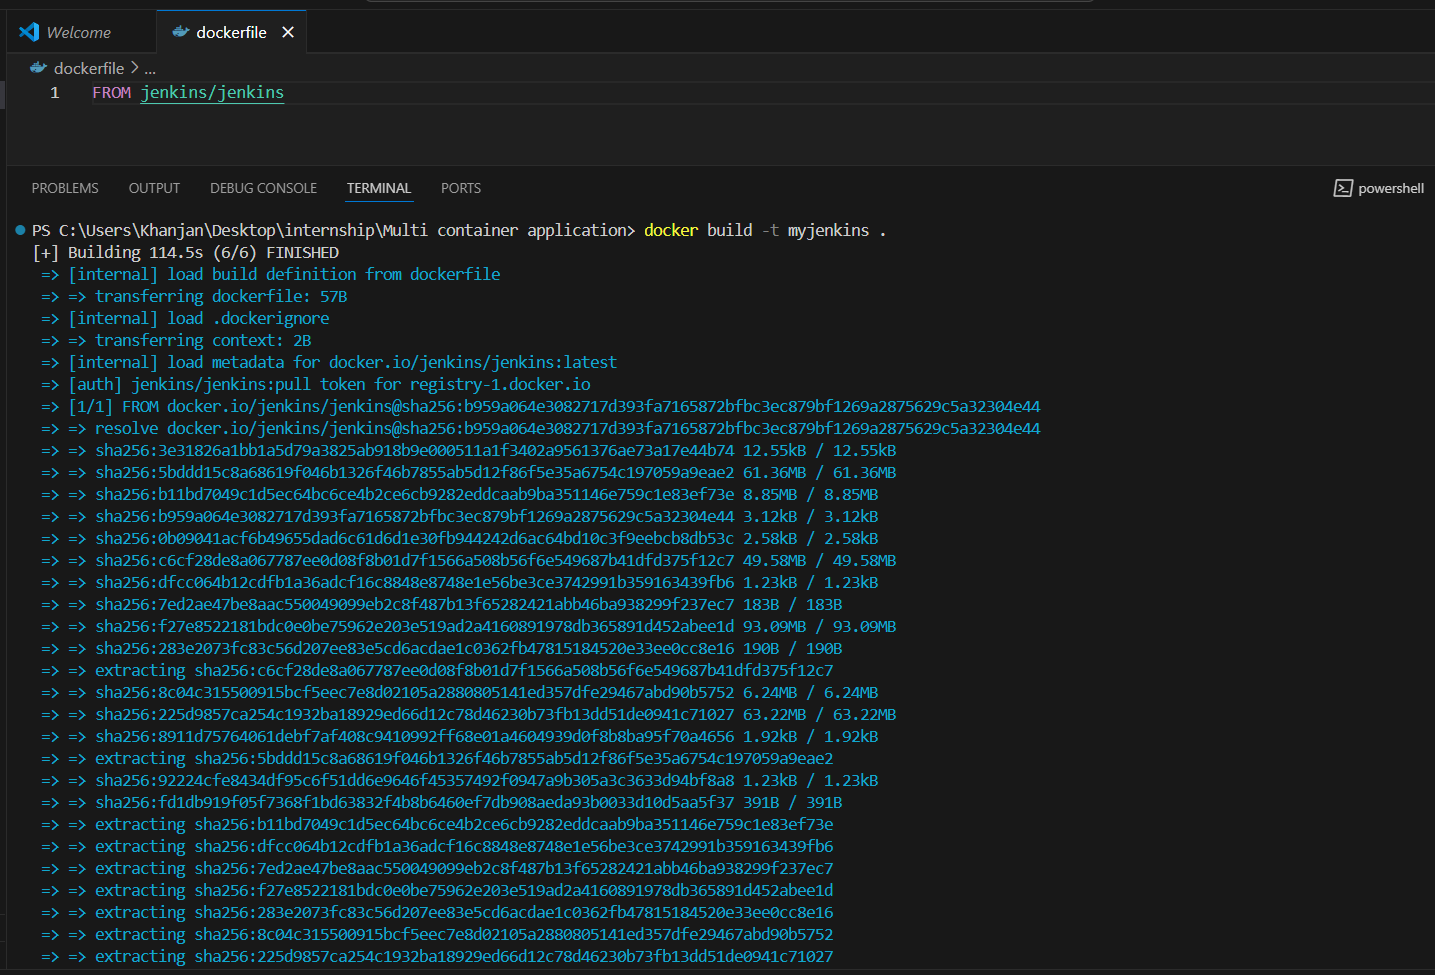 Welcome
dockerfile
dockerfile > ...
1 FROM jenkins/jenkins
PROBLEMS OUTPUT DEBUG CONSOLE TERMINAL PORTS powershell
PS C:\Users\Khanjan\Desktop\internship\Multi container application> docker build -t myjenkins .
[+] Building 114.5s (6/6) FINISHED
=> [internal] load build definition from dockerfile
=> => transferring dockerfile: 57B
=> [internal] load .dockerignore
=> => transferring context: 2B
=> [internal] load metadata for docker.io/jenkins/jenkins:latest
=> [auth] jenkins/jenkins:pull token for registry-1.docker.io
=> [1/1] FROM docker.io/jenkins/jenkins@sha256:b959a064e3082717d393fa7165872bfbc3ec879bf1269a2875629c5a32304e44
=> => resolve docker.io/jenkins/jenkins@sha256:b959a064e3082717d393fa7165872bfbc3ec879bf1269a2875629c5a32304e44
=> => sha256:3e31826a1bb1a5d79a3825ab918b9e000511a1f3402a9561376ae73a17e44b74 12.55kB / 12.55kB
=> => sha256:5bddd15c8a68619f046b1326f46b7855ab5d12f86f5e35a6754c197059a9eae2 61.36MB / 61.36MB
=> => sha256:b11bd7049c1d5ec64bc6ce4b2ce6cb9282eddcaab9ba351146e759c1e83ef73e 8.85MB / 8.85MB
=> => sha256:b959a064e3082717d393fa7165872bfbc3ec879bf1269a2875629c5a32304e44 3.12kB / 3.12kB
=> => sha256:0b09041acf6b49655dad6c61d6d1e30fb944242d6ac64bd10c3f9eebcb8db53c 2.58kB / 2.58kB
=> => sha256:c6cf28de8a067787ee0d08f8b01d7f1566a508b56f6e549687b41dfd375f12c7 49.58MB / 49.58MB
=> => sha256:dfcc064b12cdfb1a36adcf16c8848e8748e1e56be3ce3742991b359163439fb6 1.23kB / 1.23kB
=> => sha256:7ed2ae47be8aac550049099eb2c8f487b13f65282421abb46ba938299f237ec7 183B / 183B
=> => sha256:f27e8522181bdc0e0be75962e203e519ad2a4160891978db365891d452abee1d 93.09MB / 93.09MB
=> => sha256:283e2073fc83c56d207ee83e5cd6acdae1c0362fb47815184520e33ee0cc8e16 190B / 190B
=> => extracting sha256:c6cf28de8a067787ee0d08f8b01d7f1566a508b56f6e549687b41dfd375f12c7
=> => sha256:8c04c315500915bcf5eec7e8d02105a2880805141ed357dfe29467abd90b5752 6.24MB / 6.24MB
=> => sha256:225d9857ca254c1932ba18929ed66d12c78d46230b73fb13dd51de0941c71027 63.22MB / 63.22MB
=> => sha256:8911d75764061debf7af408c9410992ff68e01a4604939d0f8b8ba95f70a4656 1.92kB / 1.92kB
=> => extracting sha256:5bddd15c8a68619f046b1326f46b7855ab5d12f86f5e35a6754c197059a9eae2
=> => sha256:92224cfe8434df95c6f51dd6e9646f45357492f0947a9b305a3c3633d94bf8a8 1.23kB / 1.23kB
=> => sha256:fd1db919f05f7368f1bd63832f4b8b6460ef7db908aeda93b0033d10d5aa5f37 391B / 391B
=> => extracting sha256:b11bd7049c1d5ec64bc6ce4b2ce6cb9282eddcaab9ba351146e759c1e83ef73e
=> => extracting sha256:dfcc064b12cdfb1a36adcf16c8848e8748e1e56be3ce3742991b359163439fb6
=> => extracting sha256:7ed2ae47be8aac550049099eb2c8f487b13f65282421abb46ba938299f237ec7
=> => extracting sha256:f27e8522181bdc0e0be75962e203e519ad2a4160891978db365891d452abee1d
=> => extracting sha256:283e2073fc83c56d207ee83e5cd6acdae1c0362fb47815184520e33ee0cc8e16
=> => extracting sha256:8c04c315500915bcf5eec7e8d02105a2880805141ed357dfe29467abd90b5752
=> => extracting sha256:225d9857ca254c1932ba18929ed66d12c78d46230b73fb13dd51de0941c71027